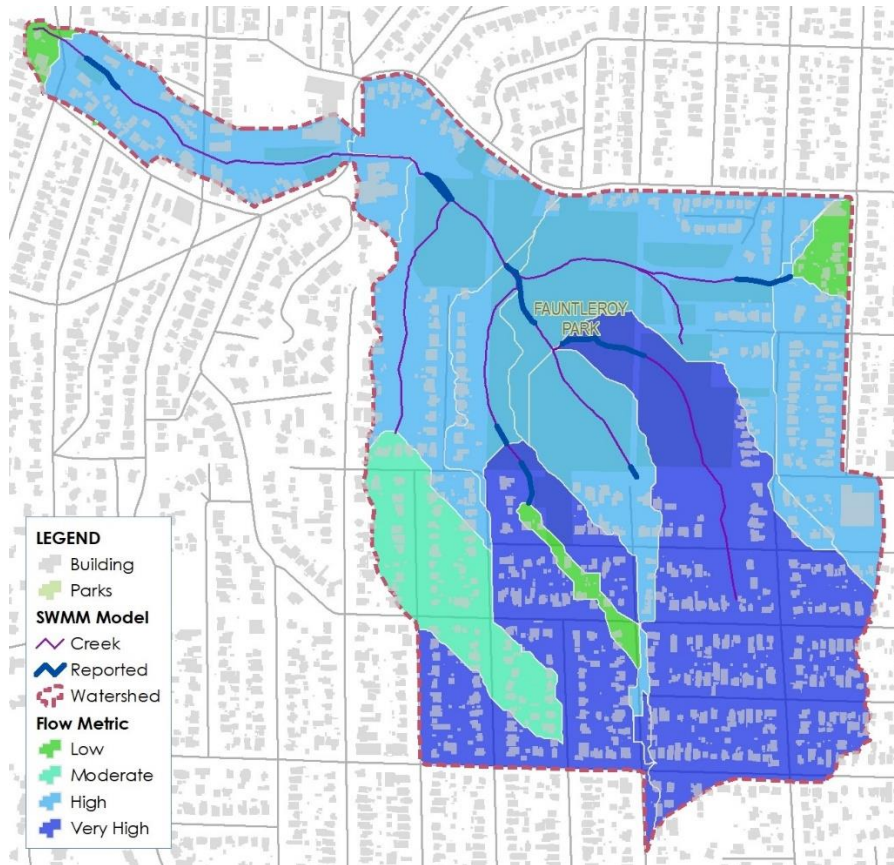 FAUNTLEROY
PARK
LEGEND
Building
Parks
SWMM Model
Creek
Reported
Watershed
Flow Metric
Low
Moderate
High
Very High